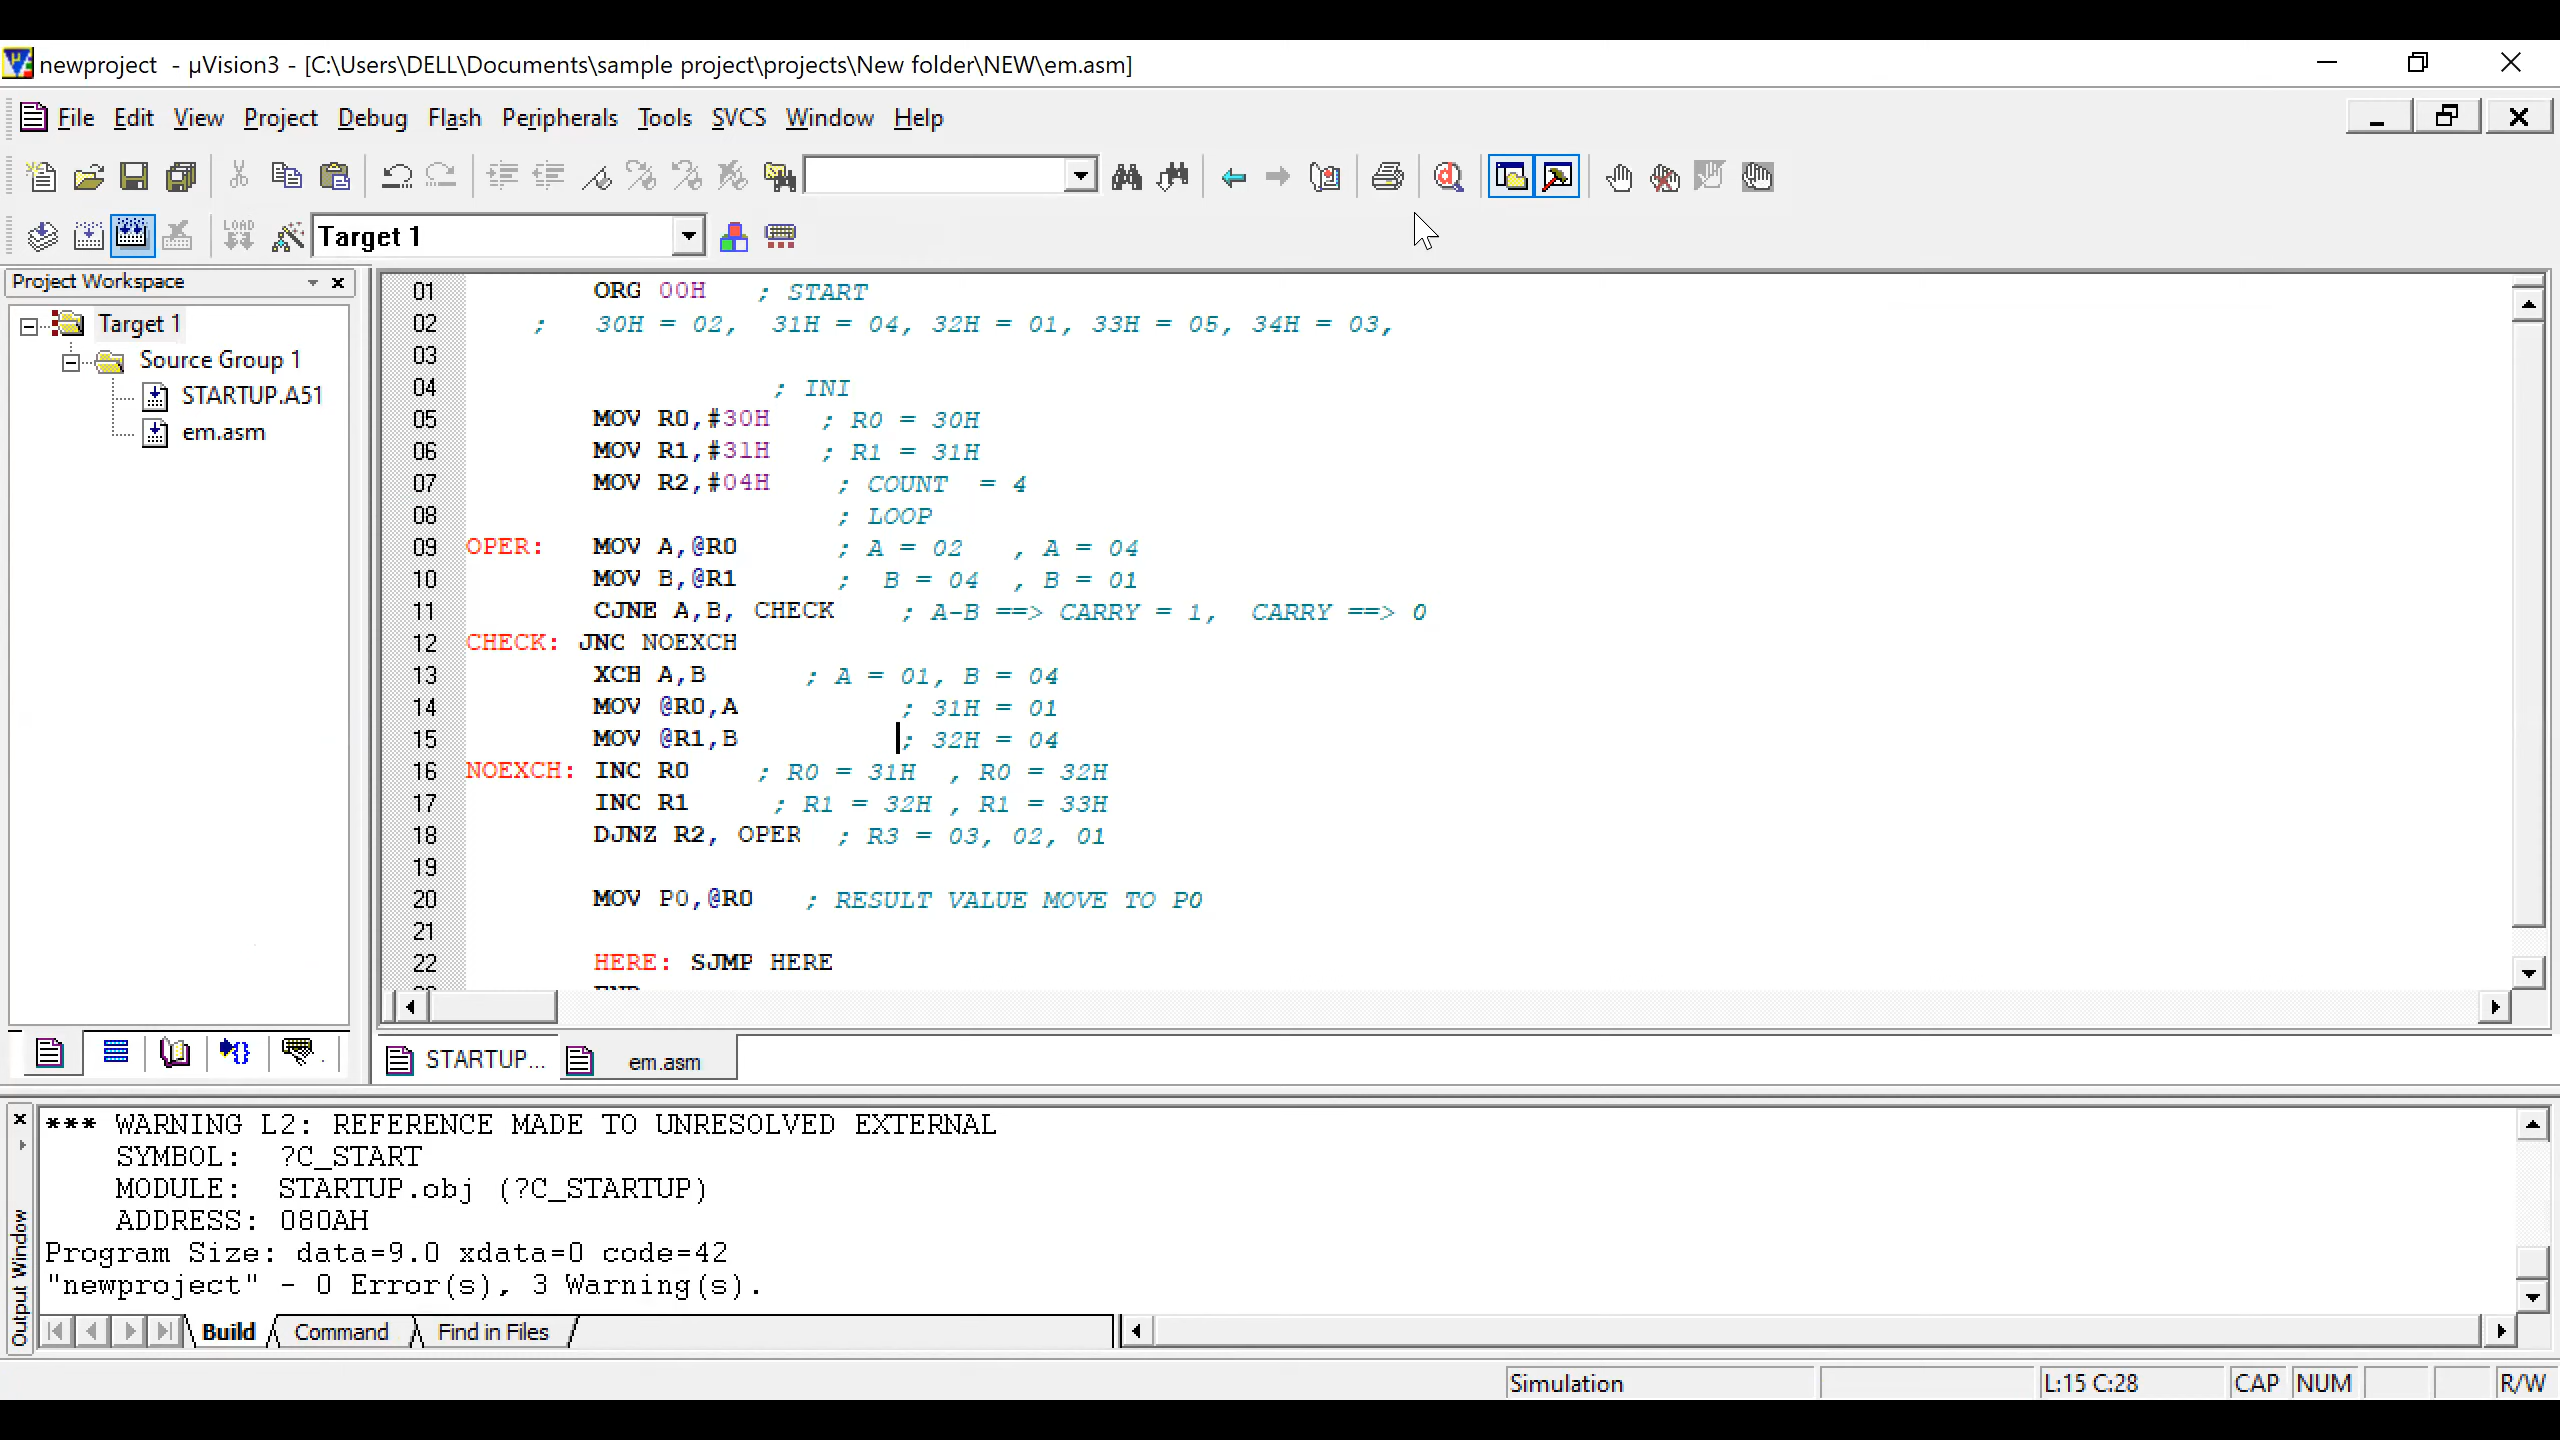 newproject - µVision3 - [C:\Users\DELL\Documents\sample project\projects\New folder\NEW\em.asm]
File Edit View Project Debug Flash Peripherals Tools SVCS Window Help
LOAD Target 1
Project Workspace
Target 1
Source Group 1
STARTUP.A51
em.asm
01 ORG 00H ; START
02 ; 30H = 02, 31H = 04, 32H = 01, 33H = 05, 34H = 03,
03
04 ; INI
05 MOV R0,#30H ; R0 = 30H
06 MOV R1,#31H ; R1 = 31H
07 MOV R2,#04H ; COUNT = 4
08 ; LOOP
09 OPER: MOV A,@R0 ; A = 02 , A = 04
10 MOV B,@R1 ; B = 04 , B = 01
11 CJNE A,B, CHECK ; A-B ==> CARRY = 1, CARRY ==> 0
12 CHECK: JNC NOEXCH
13 XCH A,B ; A = 01, B = 04
14 MOV @R0,A ; 31H = 01
15 MOV @R1,B ; 32H = 04
16 NOEXCH: INC R0 ; R0 = 31H , R0 = 32H
17 INC R1 ; R1 = 32H , R1 = 33H
18 DJNZ R2, OPER ; R3 = 03, 02, 01
19
20 MOV P0,@R0 ; RESULT VALUE MOVE TO P0
21
22 HERE: SJMP HERE
STARTUP... em.asm
Output Window
*** WARNING L2: REFERENCE MADE TO UNRESOLVED EXTERNAL
SYMBOL: ?C_START
MODULE: STARTUP.obj (?C_STARTUP)
ADDRESS: 080AH
Program Size: data=9.0 xdata=0 code=42
"newproject" - 0 Error(s), 3 Warning(s).
Build Command Find in Files
Simulation L:15 C:28 CAP NUM R/W